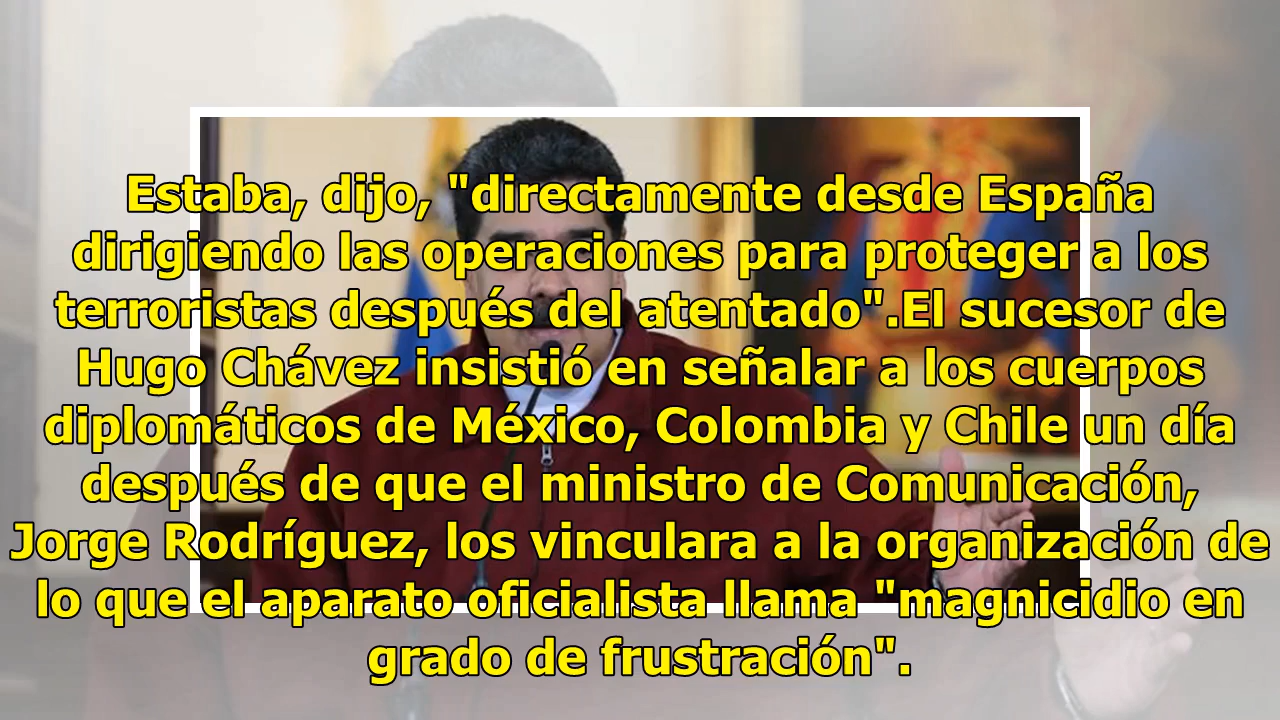 Estaba, dijo, "directamente desde España
dirigiendo las operaciones para proteger a los
terroristas después del atentado".El sucesor de
Hugo Chávez insistió en señalar a los cuerpos
diplomáticos de México, Colombia y Chile un día
después de que el ministro de Comunicación,
Jorge Rodríguez, los vinculara a la organización de
lo que el aparato oficialista llama "magnicidio en
grado de frustración".